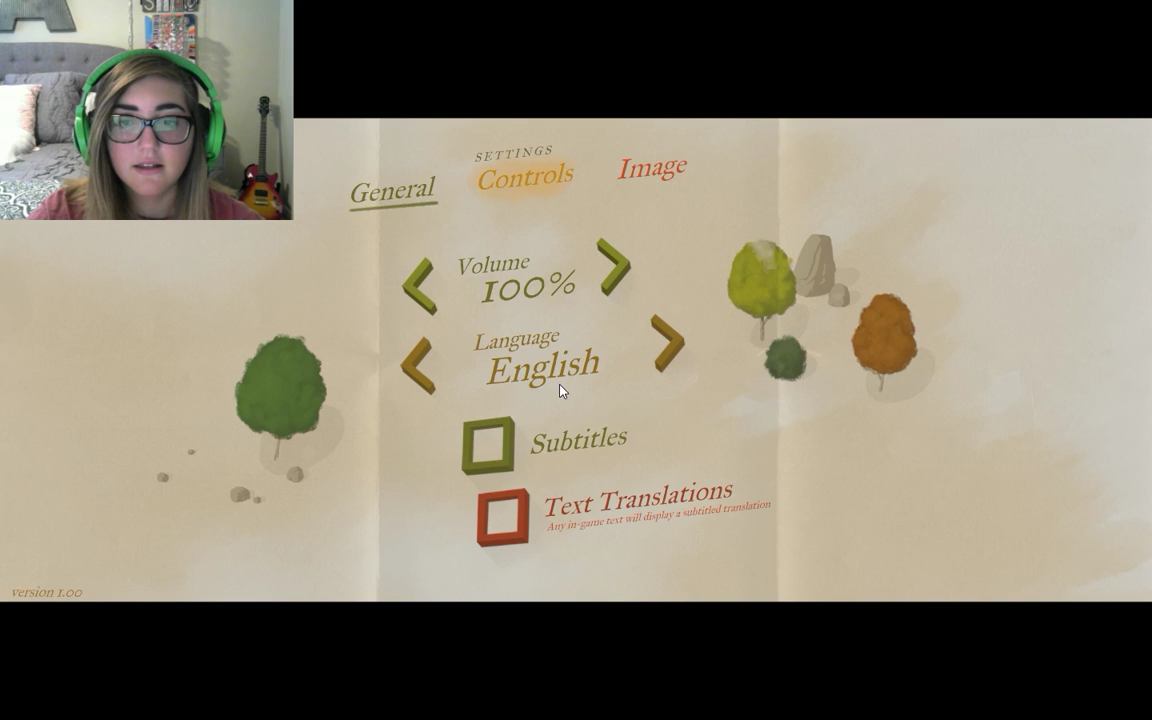 SETTINGS
General Controls Image
Volume
100%
Language
English
Subtitles
Text Translations
Any in-game text will display a subtitled translation
version 1.00